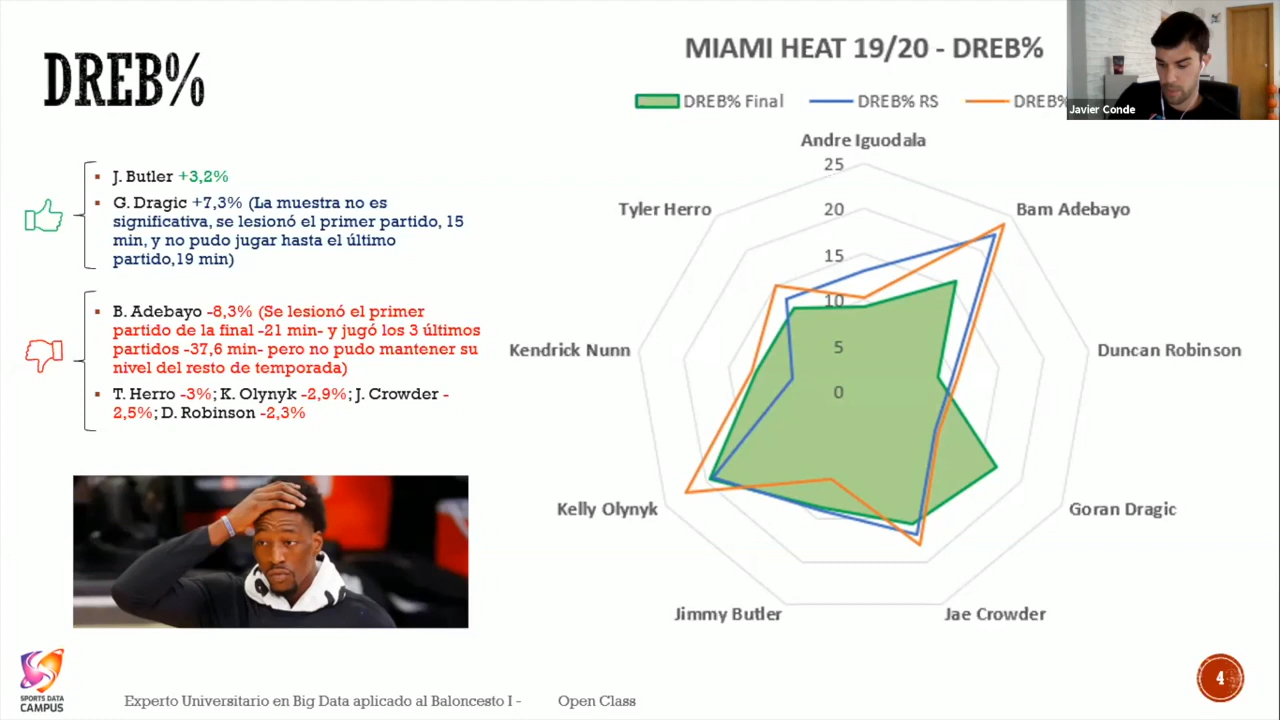 DREB%
MIAMI HEAT 19/20 - DREB%
DREB% Final
DREB% RS
DREB%
Javier Conde
J. Butler +3,2%
G. Dragic +7,3% (La muestra no es
significativa, se lesionó el primer partido, 15
min, y no pudo jugar hasta el último
partido,19 min)
B. Adebayo -8,3% (Se lesionó el primer
partido de la final -21 min- y jugó los 3 últimos
partidos -37,6 min- pero no pudo mantener su
nivel del resto de temporada)
T. Herro -3%; K. Olynyk -2,9%; J. Crowder -
2,5%; D. Robinson -2,3%
Andre Iguodala
25
20
15
10
5
0
Bam Adebayo
Duncan Robinson
Goran Dragic
Jae Crowder
Jimmy Butler
Kelly Olynyk
Kendrick Nunn
Tyler Herro
SPORTS DATA
CAMPUS
Experto Universitario en Big Data aplicado al Baloncesto I - Open Class
4